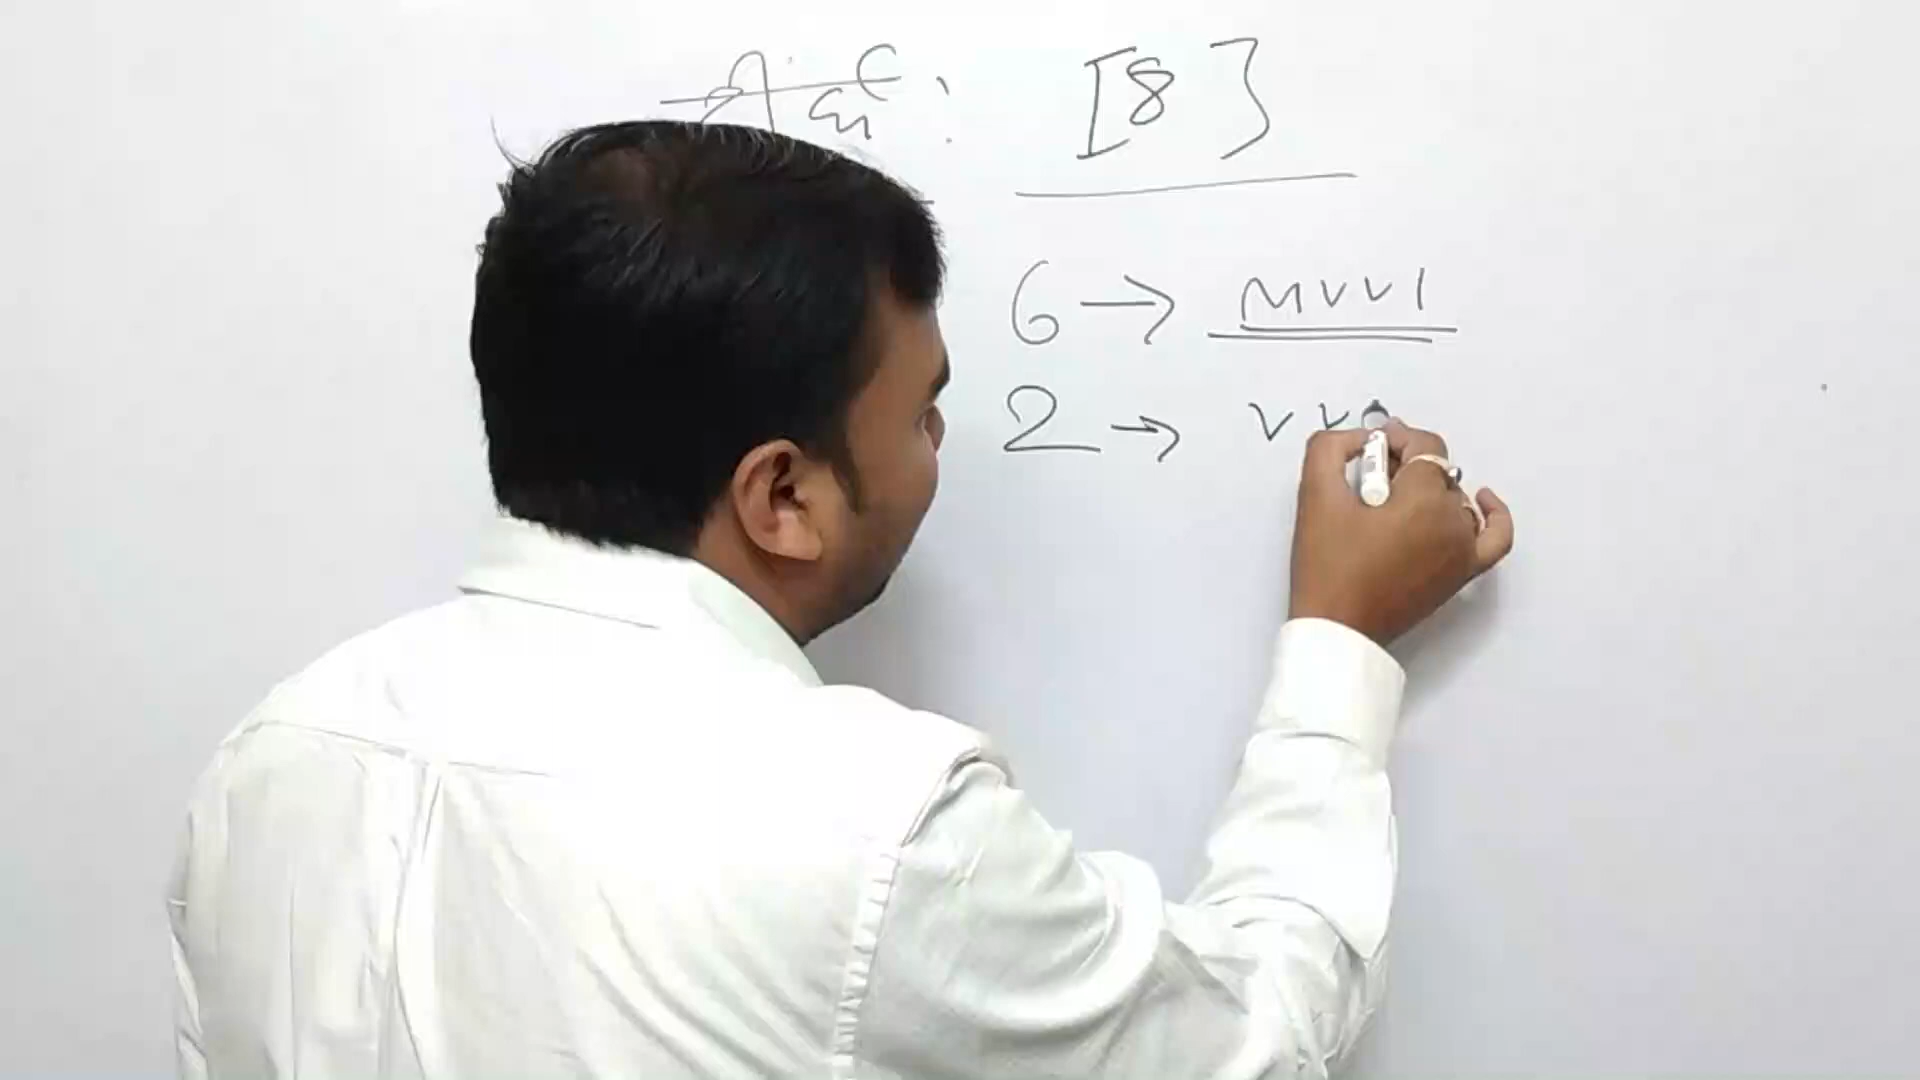 : [8]
6 → MVVI
2 → VV